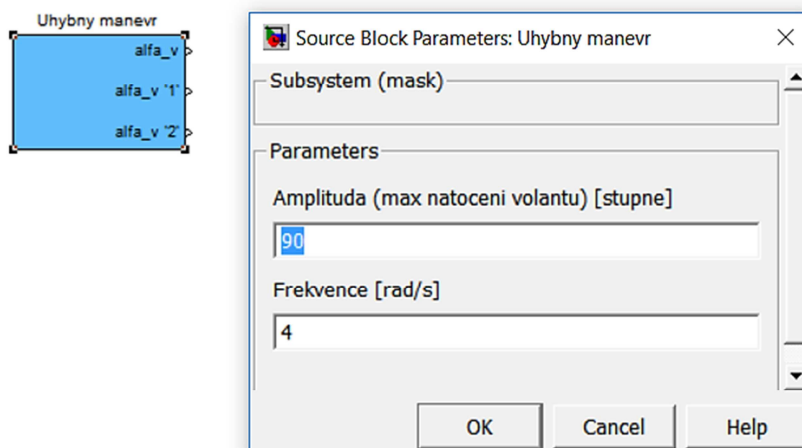 Uhybny manevr
alfa_v
alfa_v '1'
alfa_v '2'
Source Block Parameters: Uhybny manevr
Subsystem (mask)
Parameters
Amplituda (max natoceni volantu) [stupne]
90
Frekvence [rad/s]
4
OK Cancel Help